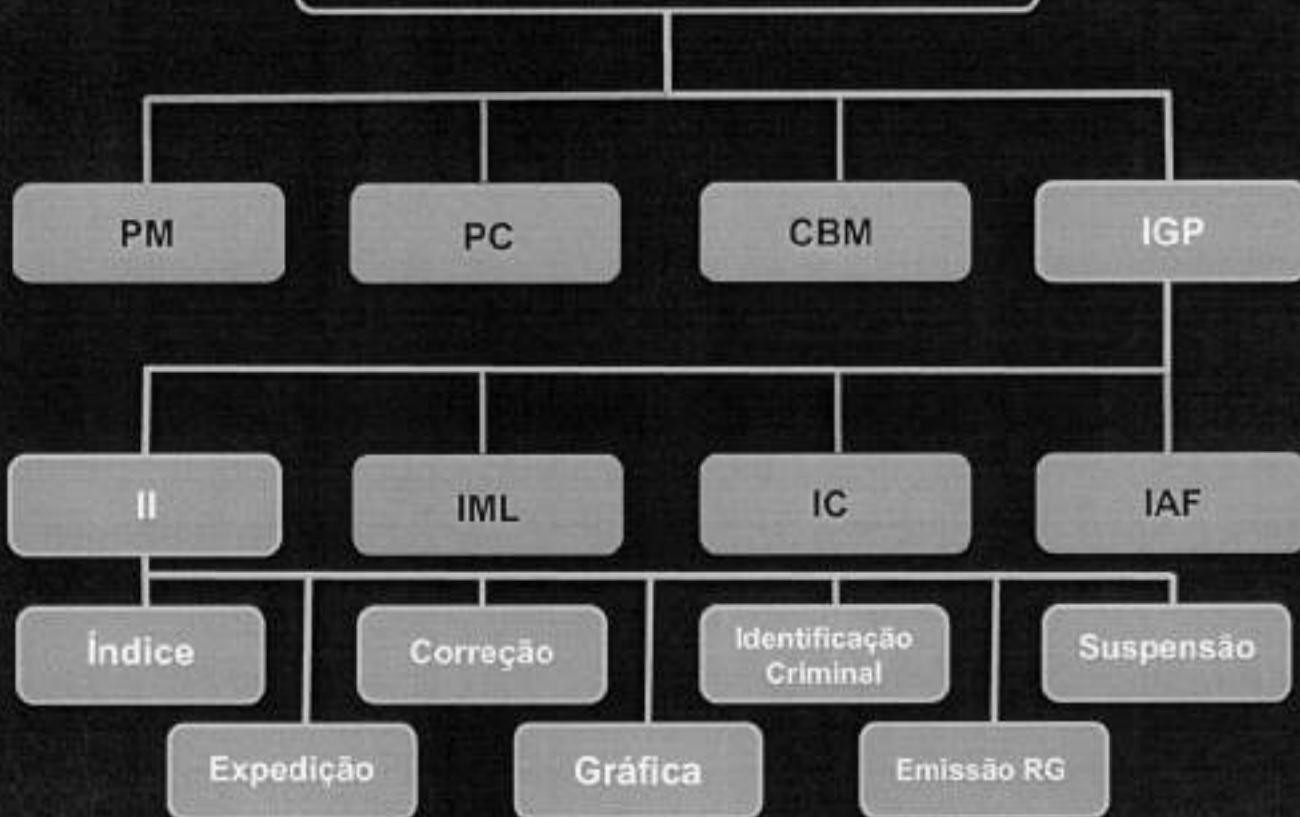 PM
PC
CBM
IGP
II
IML
IC
IAF
Índice
Correção
Identificação
Criminal
Suspensão
Expedição
Gráfica
Emissão RG